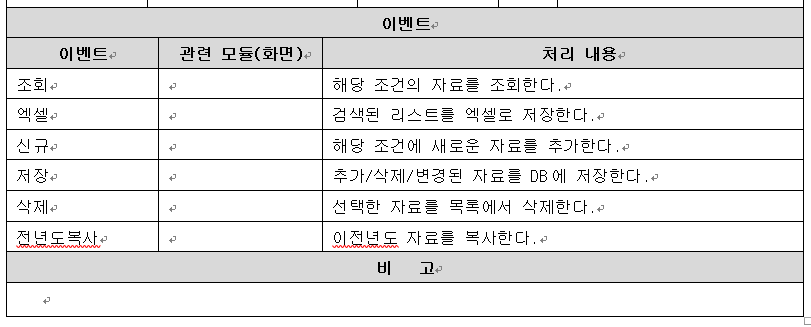 이벤트
이벤트 관련 모듈(화면) 처리 내용
조회 해당 조건의 자료를 조회한다.
엑셀 검색된 리스트를 엑셀로 저장한다.
신규 해당 조건에 새로운 자료를 추가한다.
저장 추가/삭제/변경된 자료를 DB에 저장한다.
삭제 선택한 자료를 목록에서 삭제한다.
전년도복사 이전년도 자료를 복사한다.
비 고